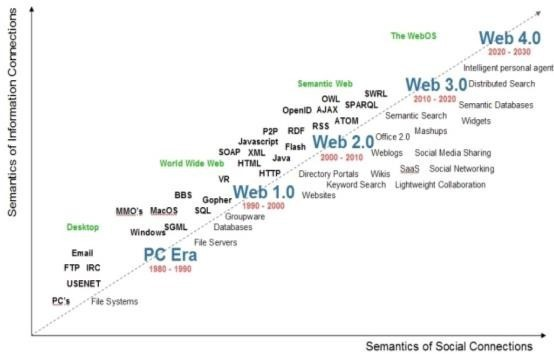 Semantics of Information Connections
The WebOS
Web 4.0
2020 - 2030
Intelligent personal agent
Semantic Web
SWRL
Web 3.0
2010 - 2020
Distributed Search
OWL
SPARQL
OpenID
AJAX
Semantic Databases
ATOM
Semantic Search
Widgets
P2P
RDF
RSS
Mashups
Javascript
Flash
Web 2.0
2000 - 2010
Office 2.0
SOAP
XML
Java
Weblogs
Social Media Sharing
World Wide Web
HTML
HTTP
Directory Portals
Wikis
SaaS
Social Networking
VR
Keyword Search
Lightweight Collaboration
BBS
Gopher
Web 1.0
1990 - 2000
Websites
MMO's
MacOS
SQL
Groupware
Desktop
SGML
Databases
Windows
File Servers
Email
PC Era
1980 - 1990
FTP
IRC
USENET
PC's
File Systems
Semantics of Social Connections